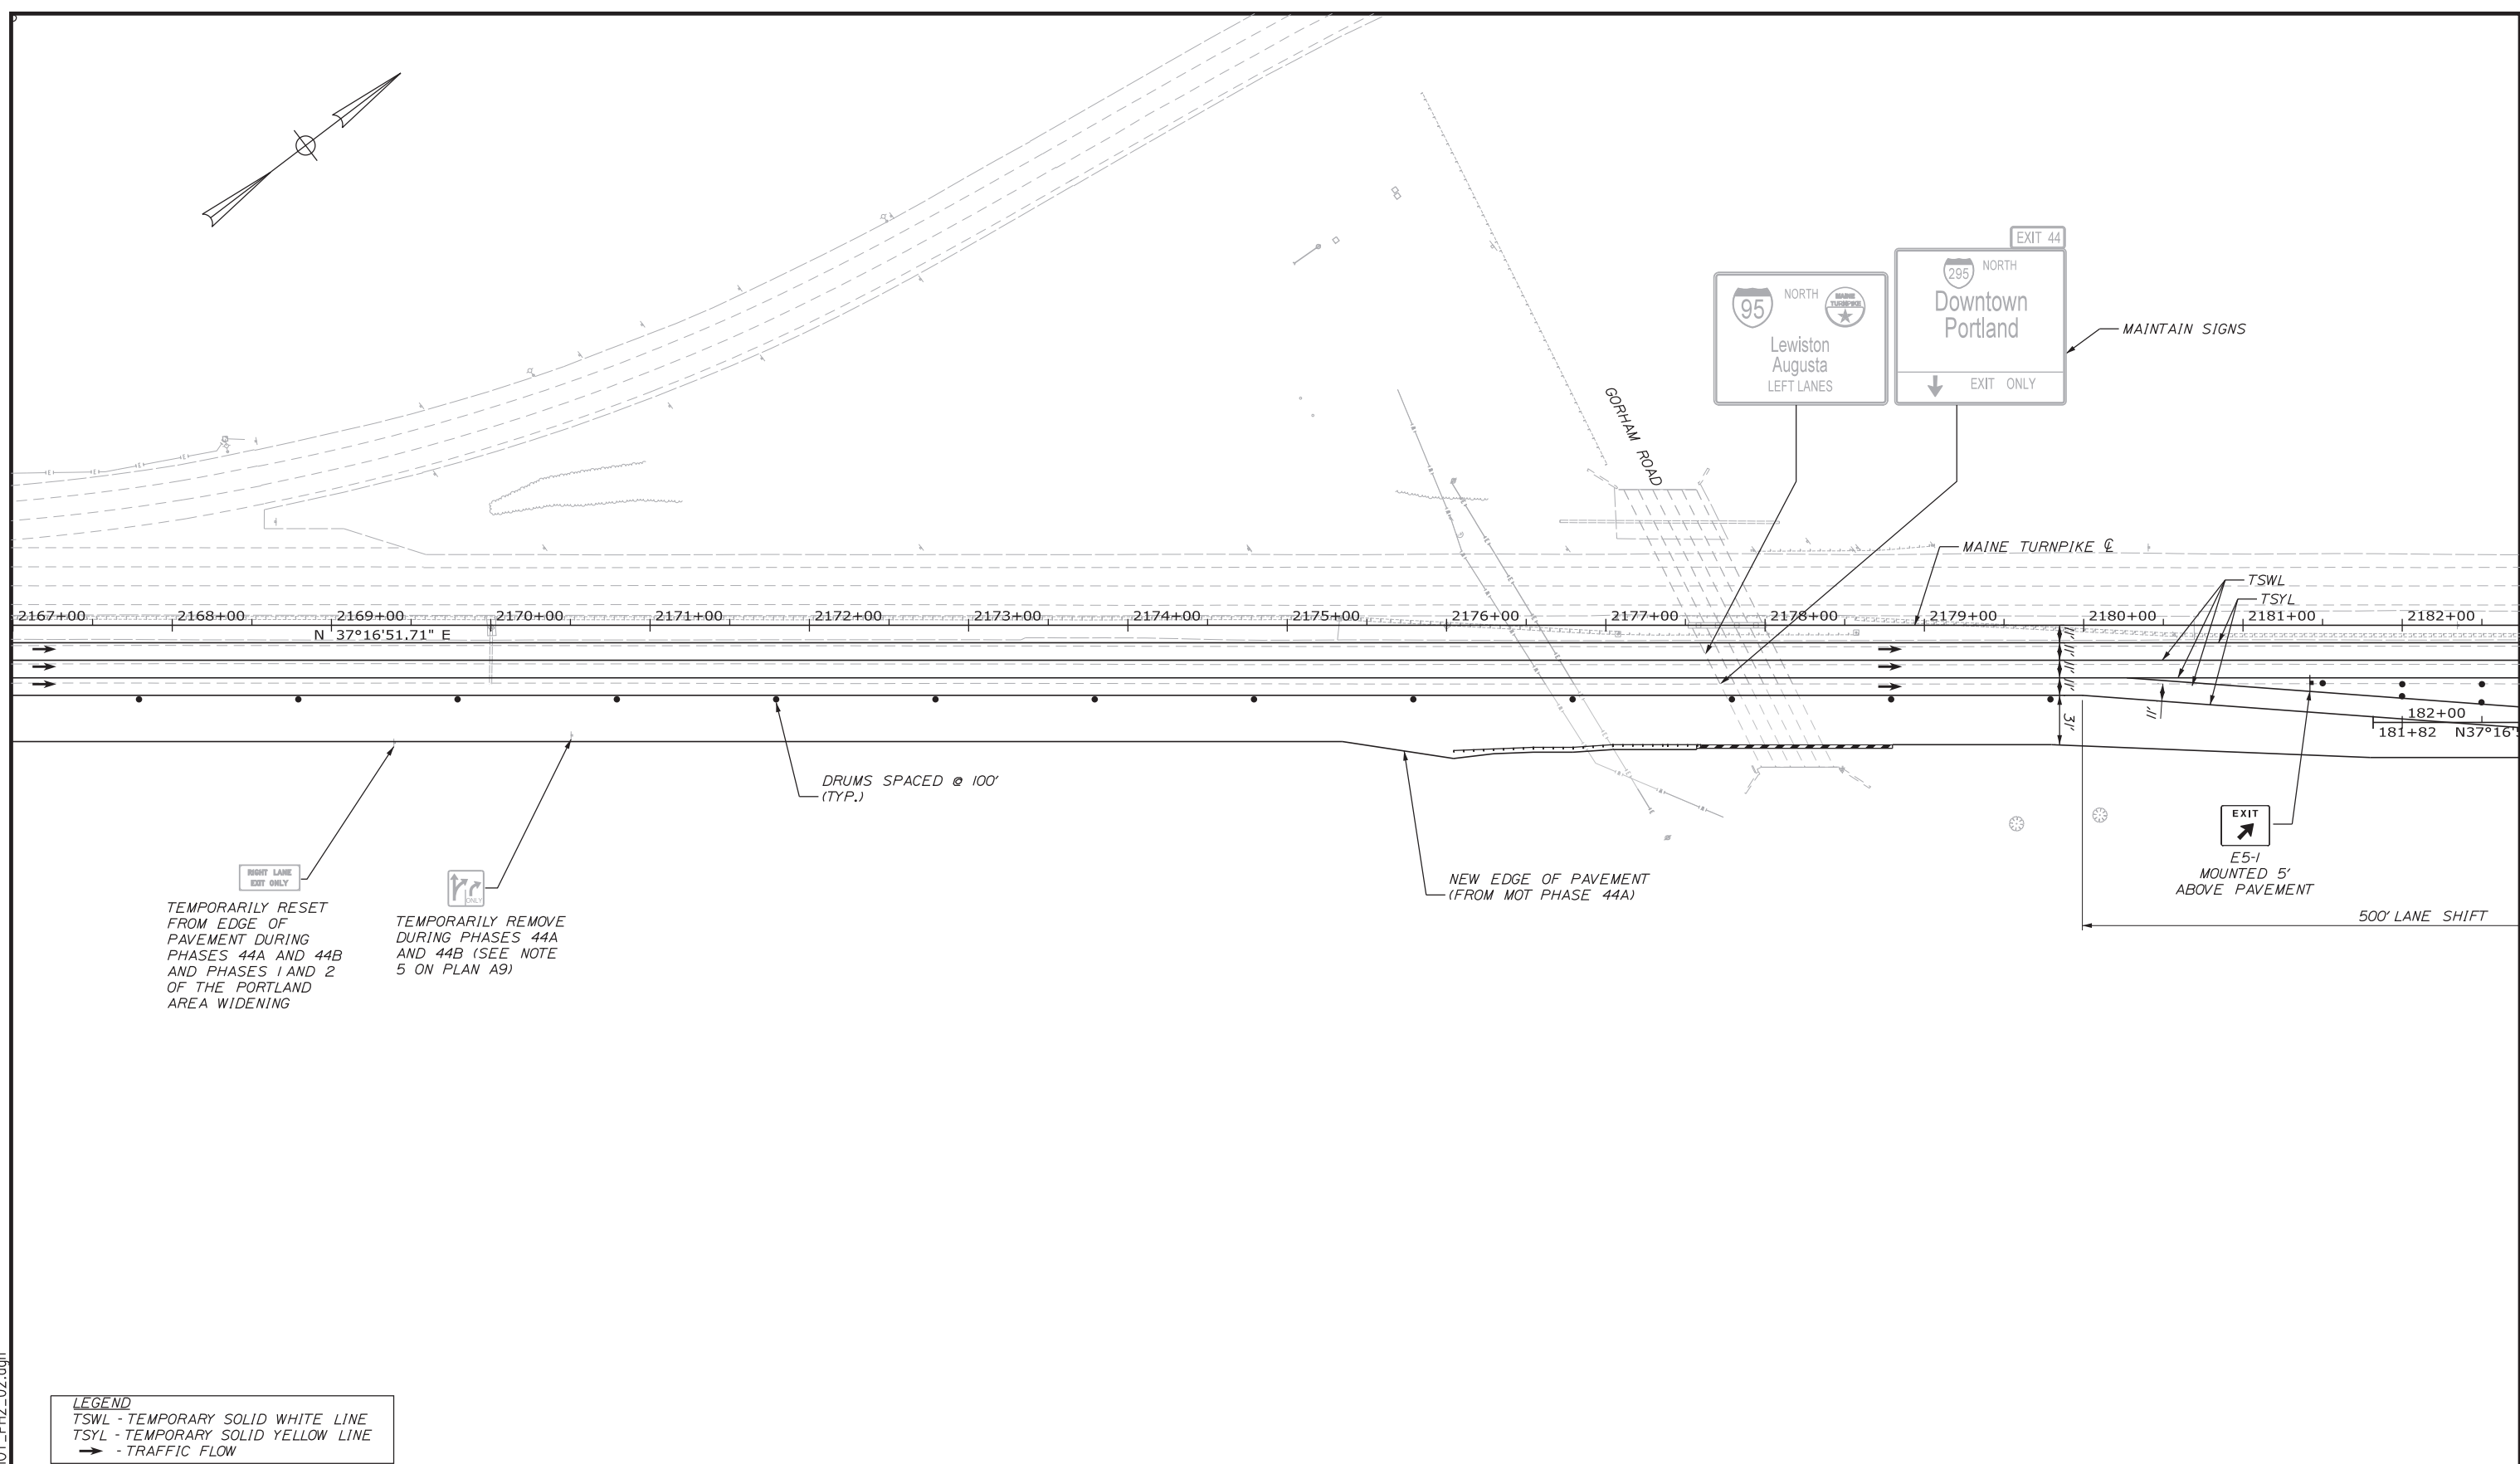 EXIT 44
295 NORTH
Downtown
Portland
EXIT ONLY
95 NORTH
MAINE
TURNPIKE
Lewiston
Augusta
LEFT LANES
MAINTAIN SIGNS
GORHAM ROAD
MAINE TURNPIKE ℄
TSWL
TSYL
2167+00 2168+00 2169+00 2170+00 2171+00 2172+00 2173+00 2174+00 2175+00 2176+00 2177+00 2178+00 2179+00 2180+00 2181+00 2182+00
N 37°16'51.71" E
11'
11'
11'
11'
31'
11'
182+00
181+82 N37°16'
DRUMS SPACED @ 100'
(TYP.)
RIGHT LANE
EXIT ONLY
TEMPORARILY RESET
FROM EDGE OF
PAVEMENT DURING
PHASES 44A AND 44B
AND PHASES 1 AND 2
OF THE PORTLAND
AREA WIDENING
ONLY
TEMPORARILY REMOVE
DURING PHASES 44A
AND 44B (SEE NOTE
5 ON PLAN A9)
NEW EDGE OF PAVEMENT
(FROM MOT PHASE 44A)
EXIT
E5-1
MOUNTED 5'
ABOVE PAVEMENT
500' LANE SHIFT
LEGEND
TSWL - TEMPORARY SOLID WHITE LINE
TSYL - TEMPORARY SOLID YELLOW LINE
- TRAFFIC FLOW